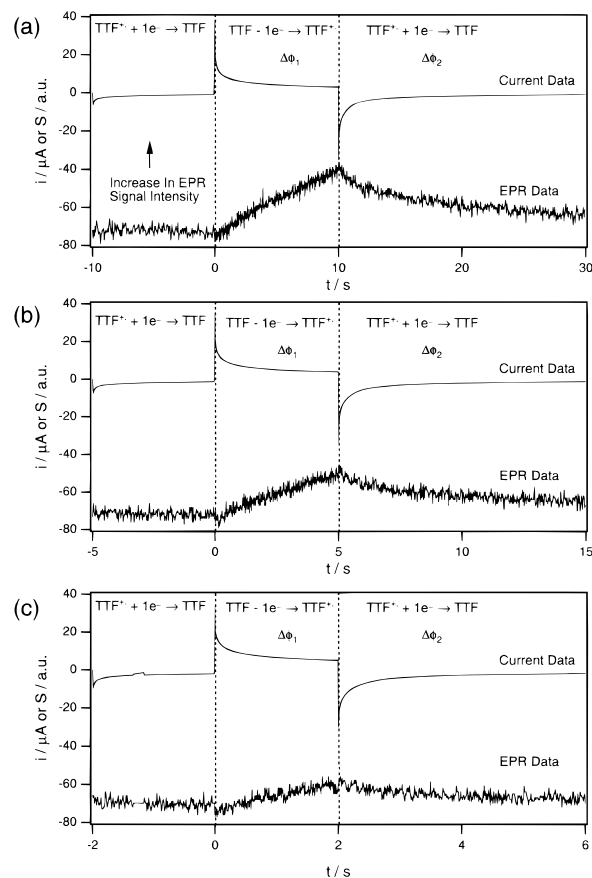 (a)
40
20
0
-20
-40
-60
-80
i / µA or S / a.u.
TTF⁺· + 1e⁻ → TTF
TTF - 1e⁻ → TTF⁺·
TTF⁺· + 1e⁻ → TTF
Δϕ₁
Δϕ₂
Current Data
Increase In EPR
Signal Intensity
EPR Data
-10
0
10
20
30
t / s
(b)
40
20
0
-20
-40
-60
-80
i / µA or S / a.u.
TTF⁺· + 1e⁻ → TTF
TTF - 1e⁻ → TTF⁺·
TTF⁺· + 1e⁻ → TTF
Δϕ₁
Δϕ₂
Current Data
EPR Data
-5
0
5
10
15
t / s
(c)
40
20
0
-20
-40
-60
-80
i / µA or S / a.u.
TTF⁺· + 1e⁻ → TTF
TTF - 1e⁻ → TTF⁺·
TTF⁺· + 1e⁻ → TTF
Δϕ₁
Δϕ₂
Current Data
EPR Data
-2
0
2
4
6
t / s